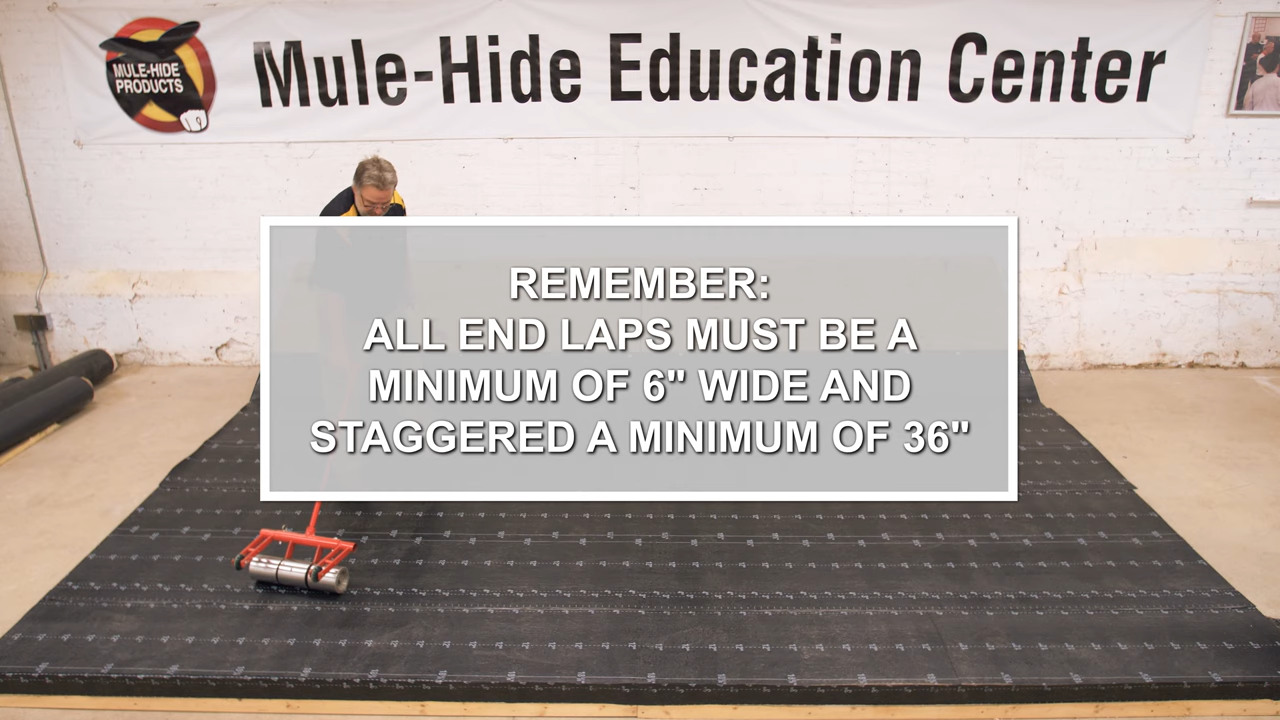 MULE-HIDE
PRODUCTS
Mule-Hide Education Center
REMEMBER:
ALL END LAPS MUST BE A
MINIMUM OF 6" WIDE AND
STAGGERED A MINIMUM OF 36"